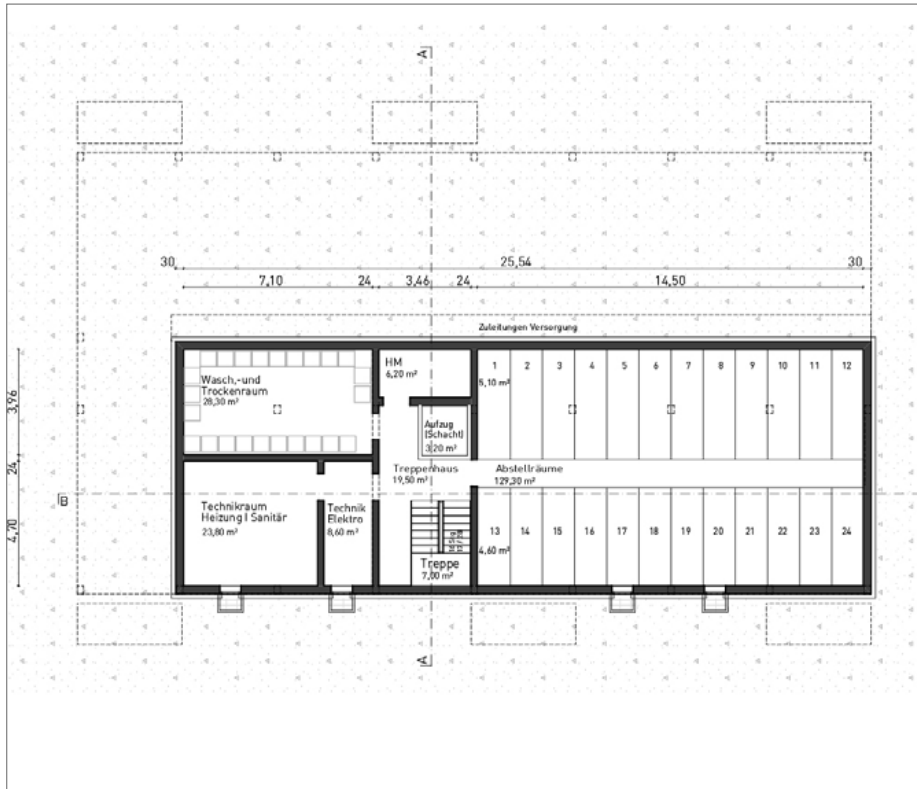 A
30
25,54
30
7,10
24
3,46
24
14,50
Zuleitungen Versorgung
HM
6,20 m²
1
2
3
4
5
6
7
8
9
10
11
12
5,10 m²
Wasch,-und
Trockenraum
28,30 m²
3,96
Aufzug
(Schacht)
3,20 m²
24
Treppenhaus
19,50 m²
Abstellräume
129,30 m²
B
4,70
Technikraum
Heizung | Sanitär
23,80 m²
Technik
Elektro
8,60 m²
13
14
15
16
17
18
19
20
21
22
23
24
4,60 m²
Treppe
7,00 m²
A